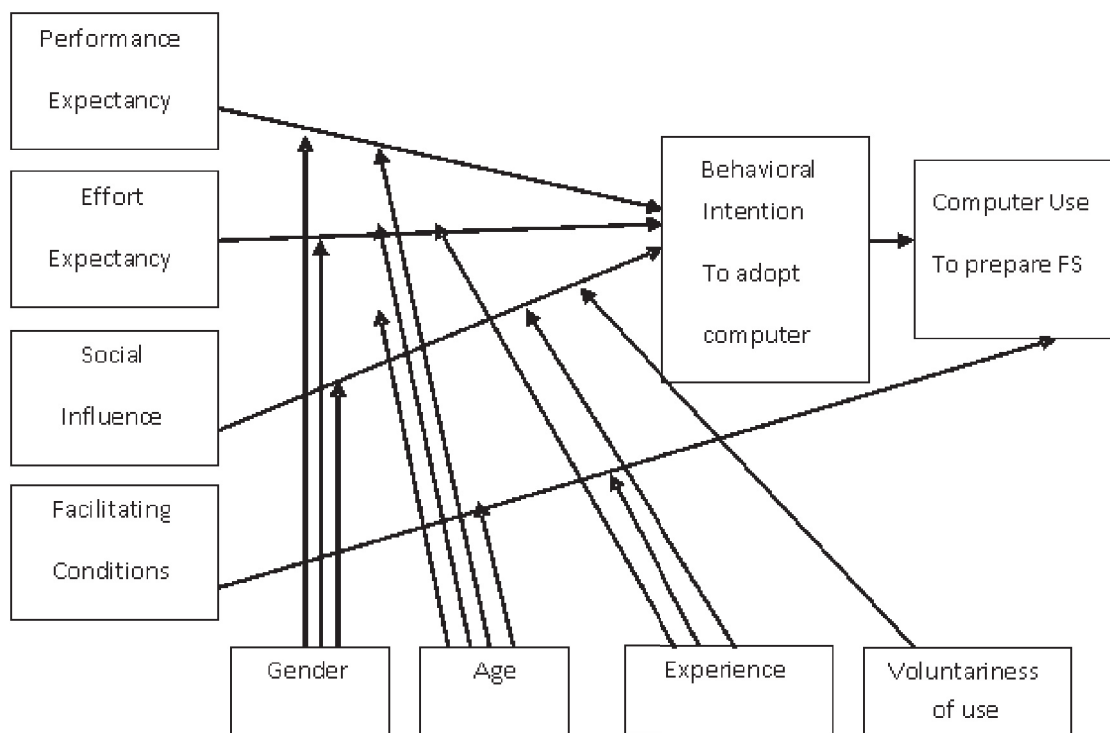 Performance
Expectancy
Effort
Expectancy
Social
Influence
Facilitating
Conditions
Behavioral
Intention
To adopt
computer
Computer Use
To prepare FS
Gender
Age
Experience
Voluntariness
of use